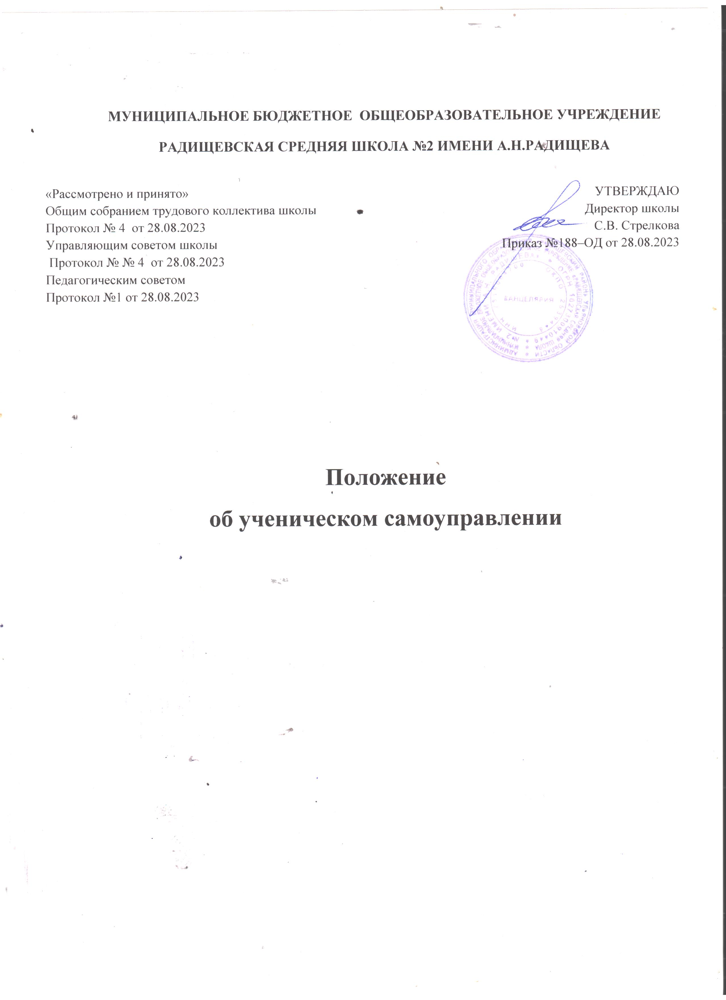 МУНИЦИПАЛЬНОЕ БЮДЖЕТНОЕ  ОБЩЕОБРАЗОВАТЕЛЬНОЕ УЧРЕЖДЕНИЕ
РАДИЩЕВСКАЯ СРЕДНЯЯ ШКОЛА №2 ИМЕНИ А.Н.РАДИЩЕВА
«Рассмотрено и принято»
Общим собранием трудового коллектива школы
Протокол № 4  от 28.08.2023
Управляющим советом школы
Протокол № № 4  от 28.08.2023
Педагогическим советом
Протокол №1 от 28.08.2023
УТВЕРЖДАЮ
Директор школы
С.В. Стрелкова
Приказ №188–ОД от 28.08.2023
КАНЦЕЛЯРИЯ
Положение
об ученическом самоуправлении